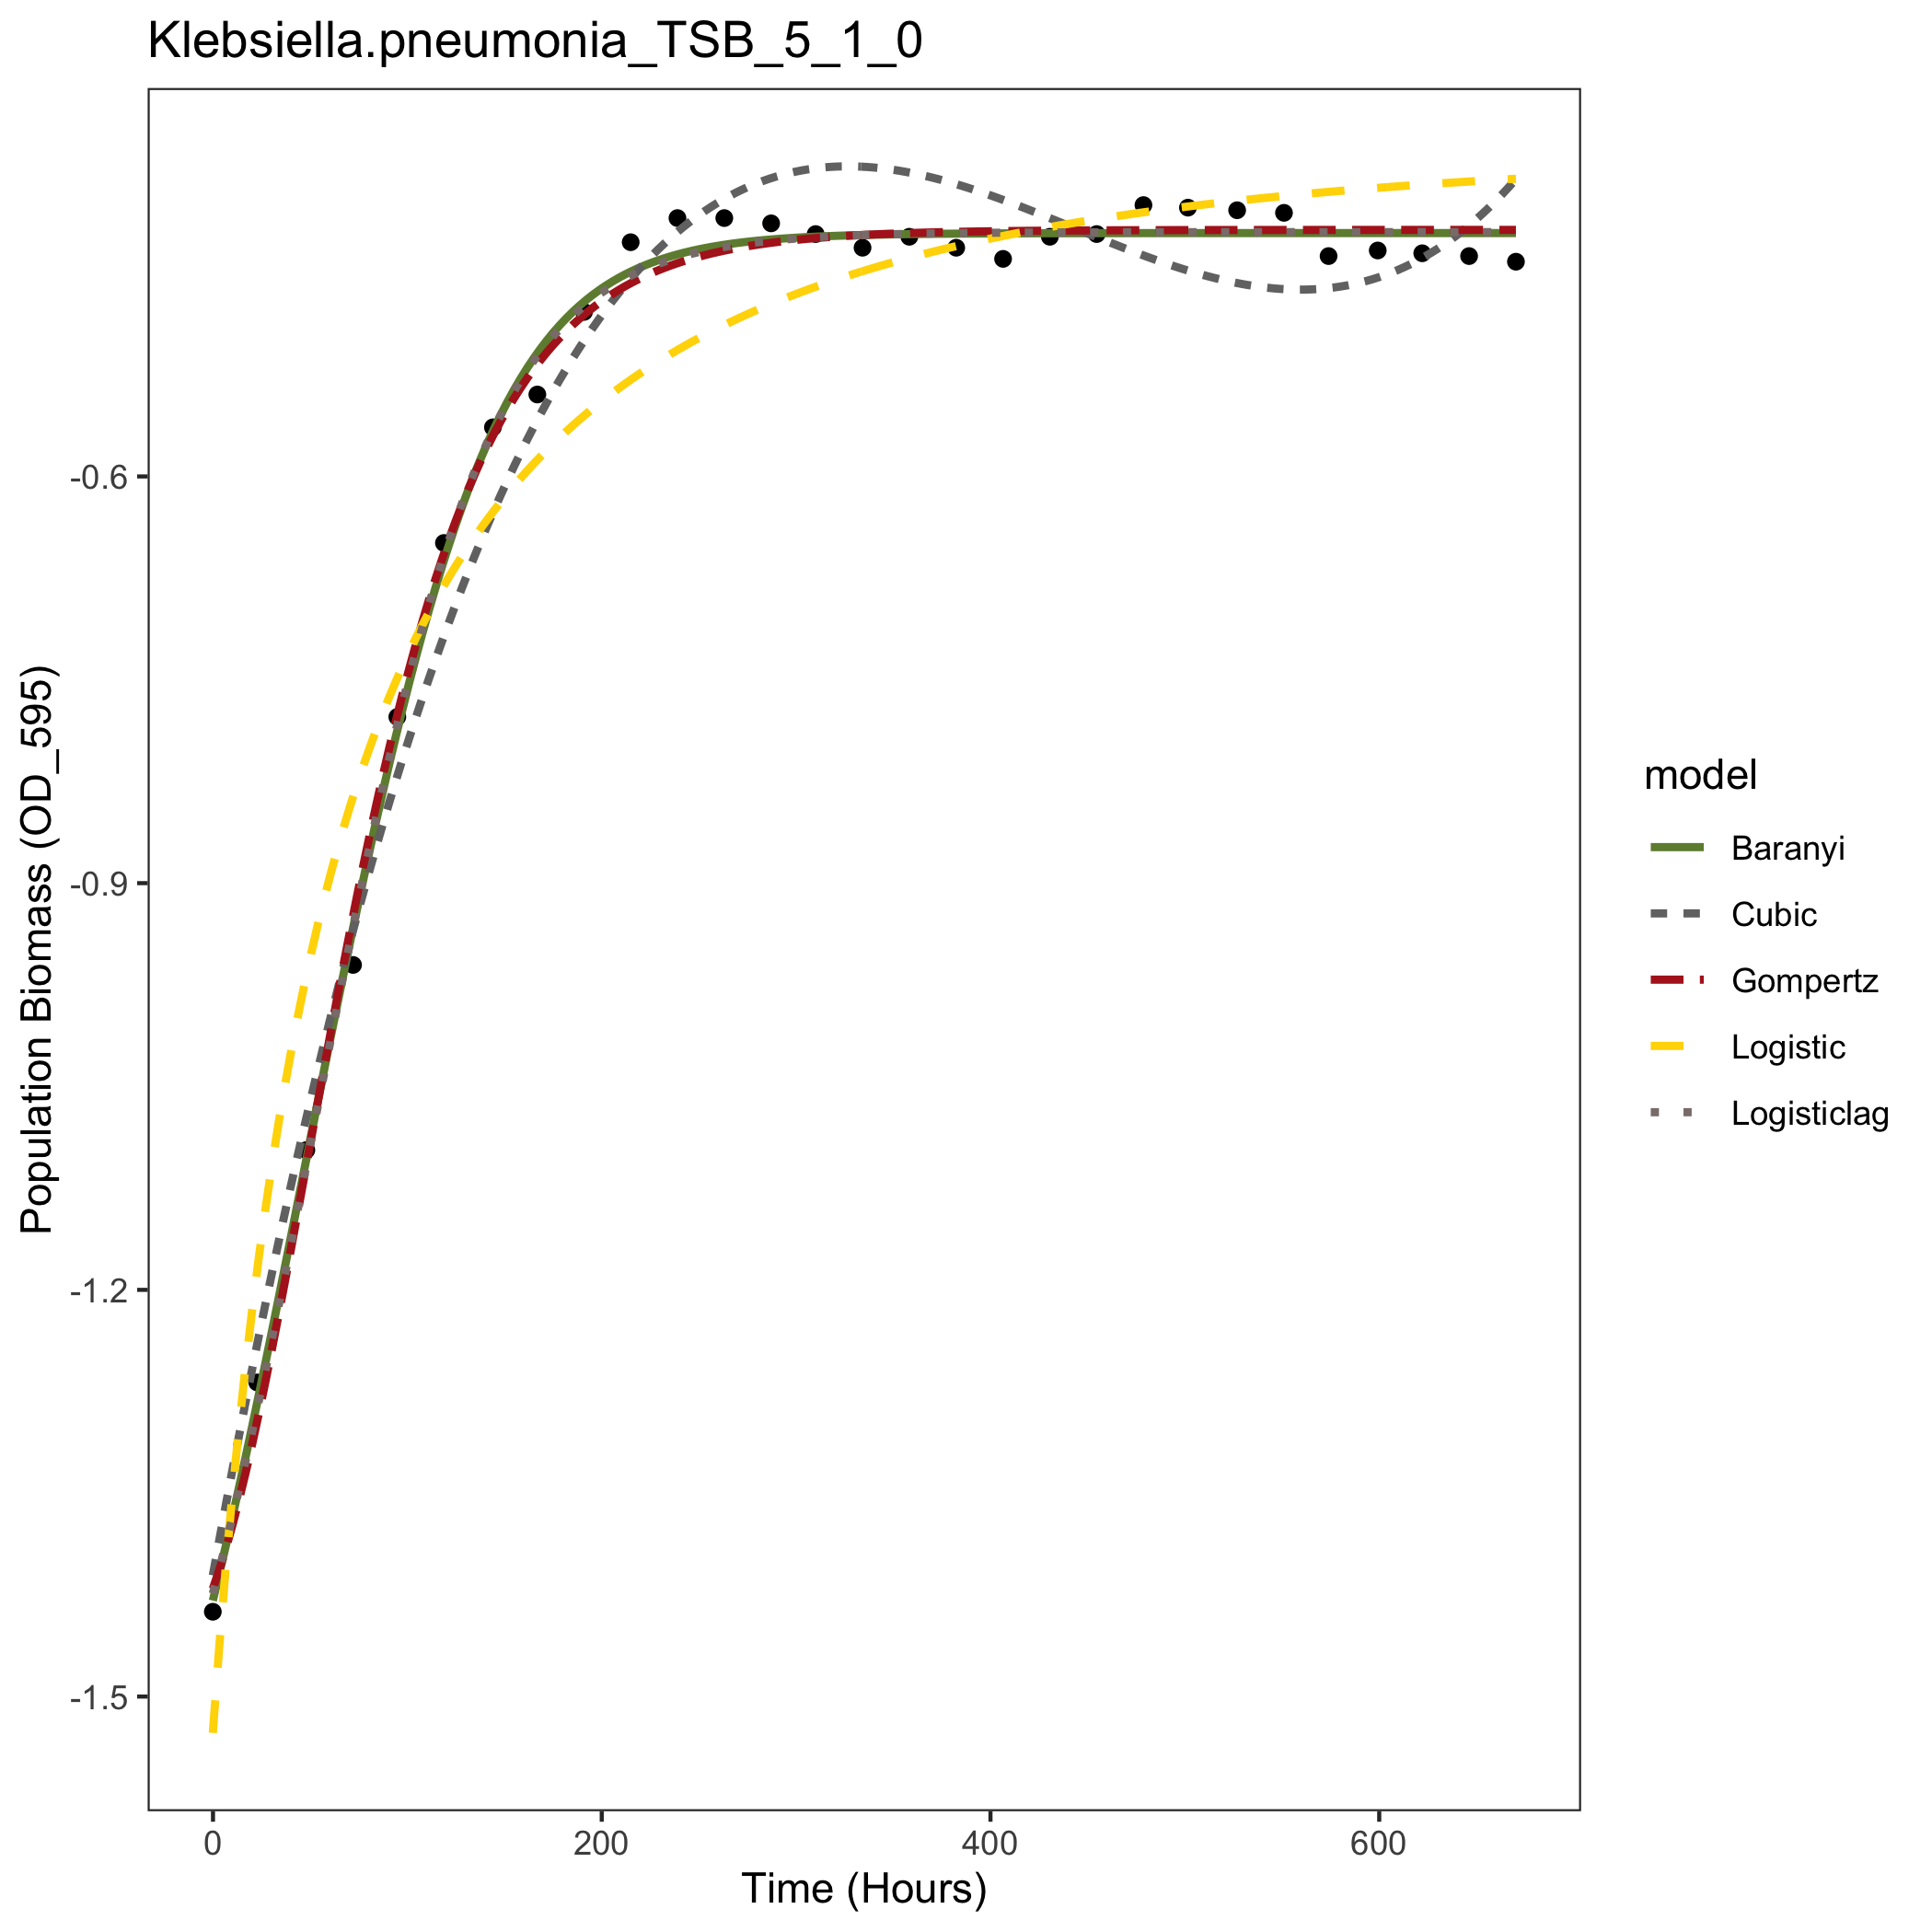 Klebsiella.pneumonia_TSB_5_1_0
Population Biomass (OD_595)
-0.6
-0.9
-1.2
-1.5
0 200 400 600
Time (Hours)
model
Baranyi
Cubic
Gompertz
Logistic
Logisticlag